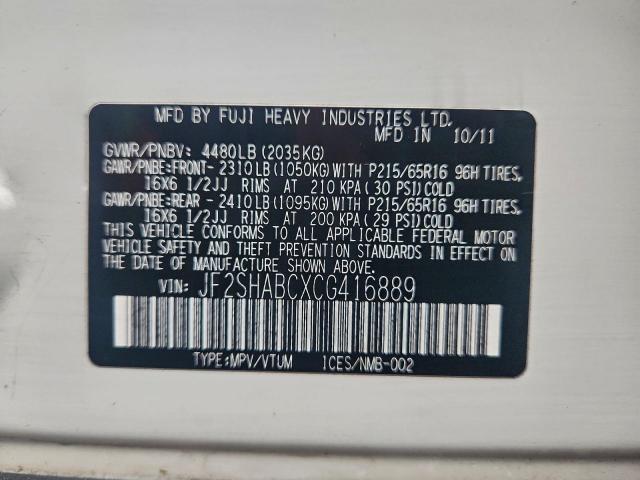 MFD BY FUJI HEAVY INDUSTRIES LTD.
MFD IN 10/11
GVWR/PNBV: 4480LB(2035KG)
GAWR/PNBE:FRONT- 2310LB(1050KG)WITH P215/65R16 96H TIRES,
16X6 1/2JJ RIMS AT 210 KPA (30 PSI)COLD
GAWR/PNBE:REAR - 2410LB(1095KG)WITH P215/65R16 96H TIRES,
16X6 1/2JJ RIMS AT 200 KPA (29 PSI)COLD
THIS VEHICLE CONFORMS TO ALL APPLICABLE FEDERAL MOTOR
VEHICLE SAFETY AND THEFT PREVENTION STANDARDS IN EFFECT
ON THE DATE OF MANUFACTURE SHOWN ABOVE.
VIN: JF2SHABCXCG416889
TYPE:MPV/VTUM ICES/NMB-002